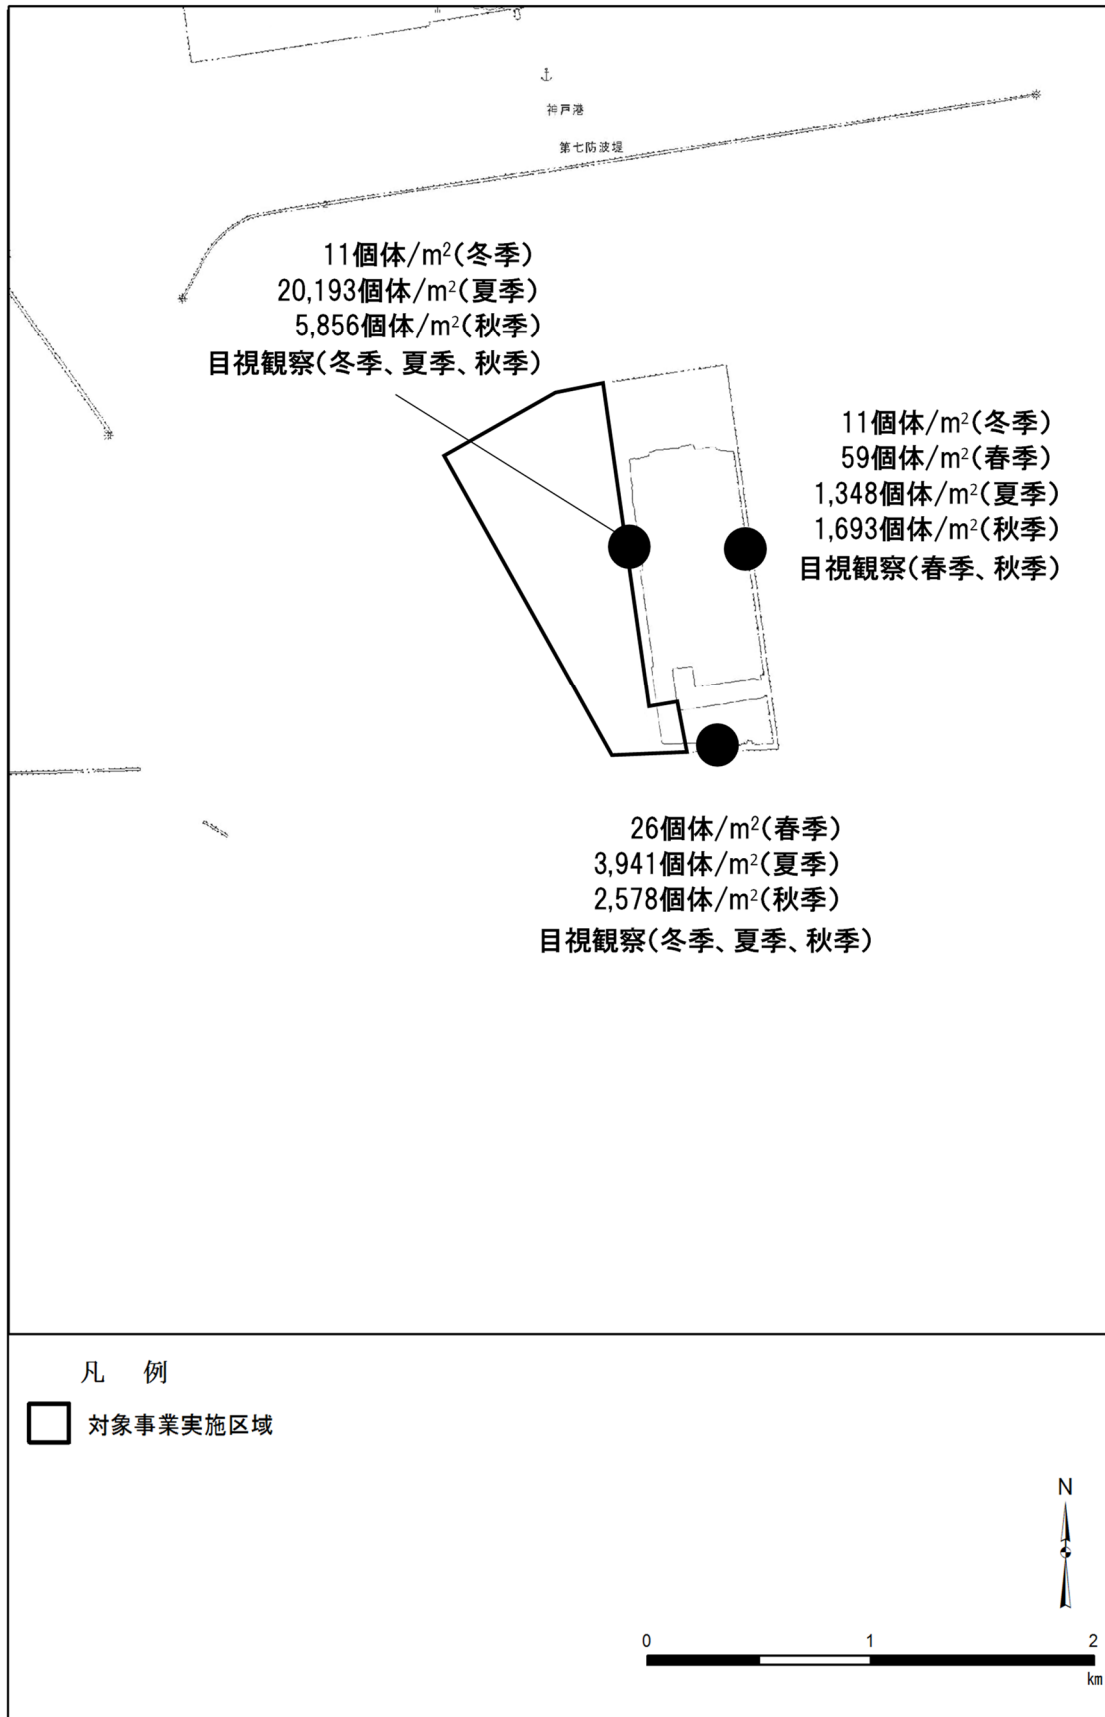 神戸港
第七防波堤
11個体/m²(冬季)
20,193個体/m²(夏季)
5,856個体/m²(秋季)
目視観察(冬季、夏季、秋季)
11個体/m²(冬季)
59個体/m²(春季)
1,348個体/m²(夏季)
1,693個体/m²(秋季)
目視観察(春季、秋季)
26個体/m²(春季)
3,941個体/m²(夏季)
2,578個体/m²(秋季)
目視観察(冬季、夏季、秋季)
凡 例
対象事業実施区域
N
0 1 2
km